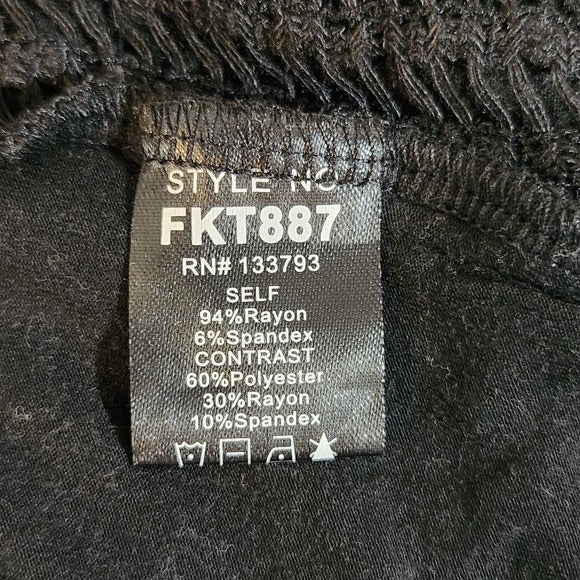 STYLE NO
FKT887
RN# 133793
SELF
94%Rayon
6%Spandex
CONTRAST
60%Polyester
30%Rayon
10%Spandex